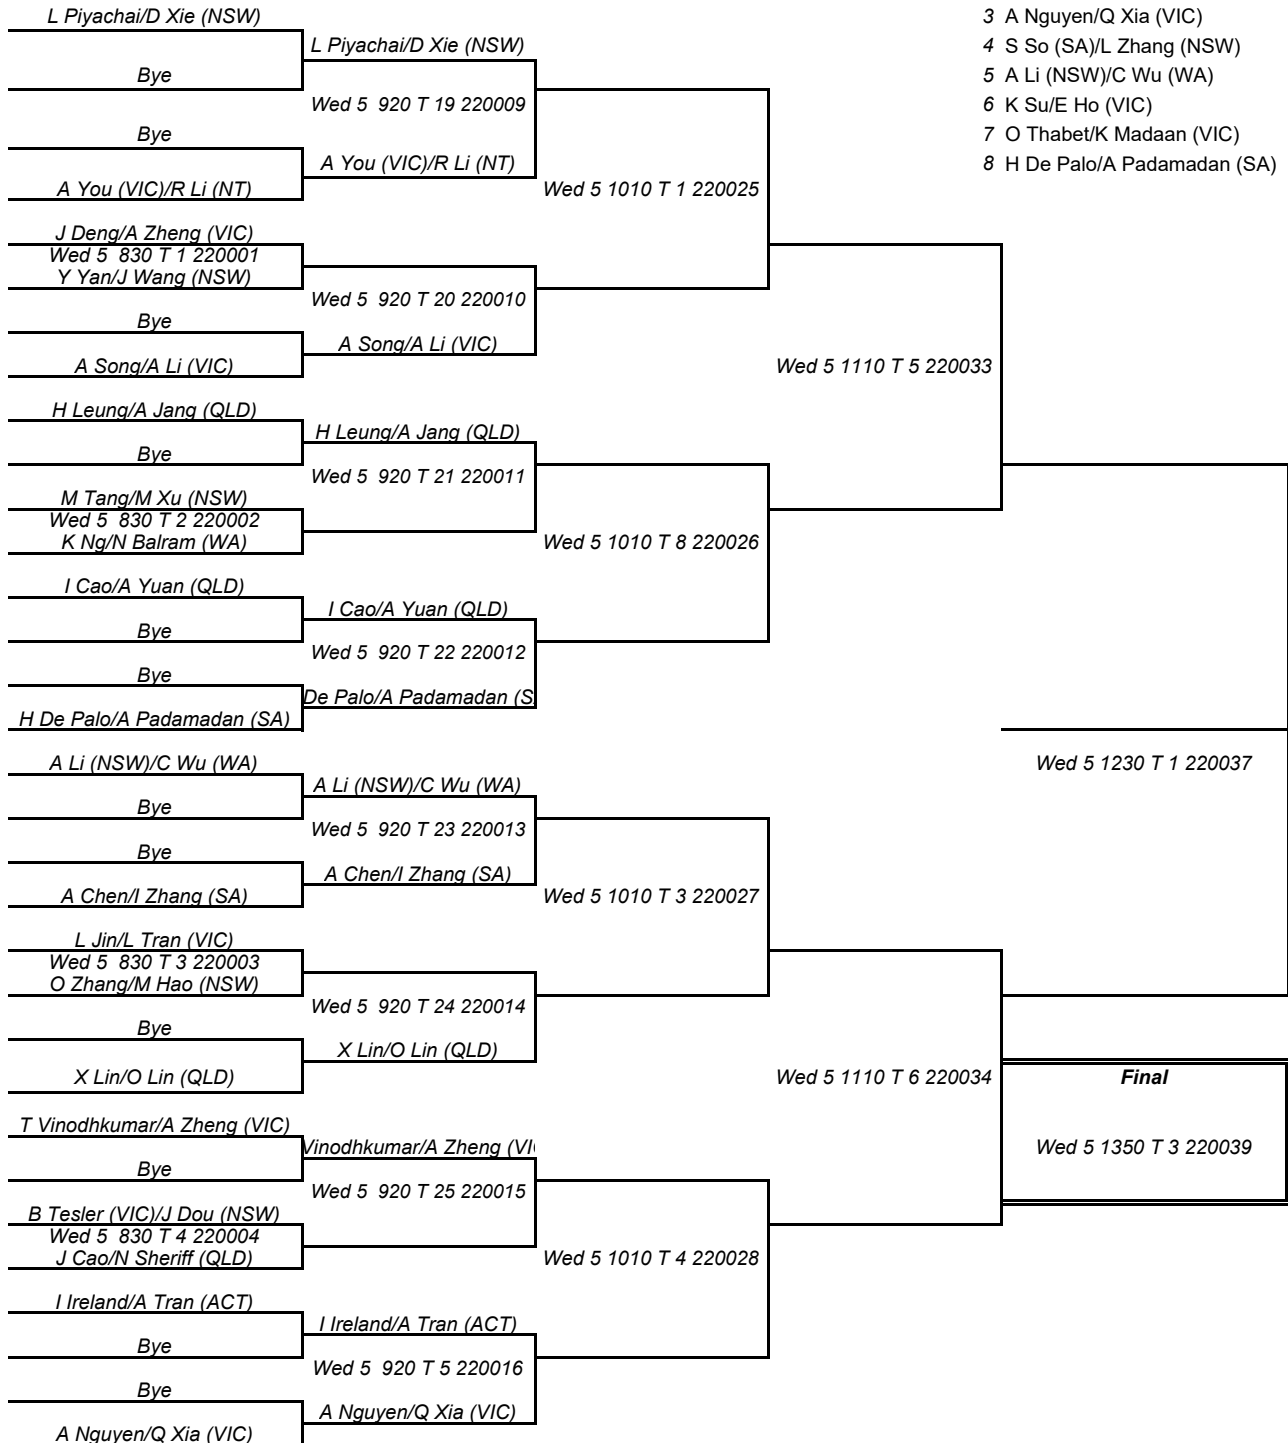 L Piyachai/D Xie (NSW)
Bye
Bye
A You (VIC)/R Li (NT)
J Deng/A Zheng (VIC)
Wed 5 830 T 1 220001
Y Yan/J Wang (NSW)
Bye
A Song/A Li (VIC)
H Leung/A Jang (QLD)
Bye
M Tang/M Xu (NSW)
Wed 5 830 T 2 220002
K Ng/N Balram (WA)
I Cao/A Yuan (QLD)
Bye
Bye
H De Palo/A Padamadan (SA)
A Li (NSW)/C Wu (WA)
Bye
Bye
A Chen/I Zhang (SA)
L Jin/L Tran (VIC)
Wed 5 830 T 3 220003
O Zhang/M Hao (NSW)
Bye
X Lin/O Lin (QLD)
T Vinodhkumar/A Zheng (VIC)
Bye
B Tesler (VIC)/J Dou (NSW)
Wed 5 830 T 4 220004
J Cao/N Sheriff (QLD)
I Ireland/A Tran (ACT)
Bye
Bye
A Nguyen/Q Xia (VIC)
L Piyachai/D Xie (NSW)
Wed 5 920 T 19 220009
A You (VIC)/R Li (NT)
Wed 5 920 T 20 220010
A Song/A Li (VIC)
H Leung/A Jang (QLD)
Wed 5 920 T 21 220011
I Cao/A Yuan (QLD)
Wed 5 920 T 22 220012
De Palo/A Padamadan (S
A Li (NSW)/C Wu (WA)
Wed 5 920 T 23 220013
A Chen/I Zhang (SA)
Wed 5 920 T 24 220014
X Lin/O Lin (QLD)
Vinodhkumar/A Zheng (VI
Wed 5 920 T 25 220015
I Ireland/A Tran (ACT)
Wed 5 920 T 5 220016
A Nguyen/Q Xia (VIC)
Wed 5 1010 T 1 220025
Wed 5 1010 T 8 220026
Wed 5 1010 T 3 220027
Wed 5 1010 T 4 220028
Wed 5 1110 T 5 220033
Wed 5 1110 T 6 220034
3 A Nguyen/Q Xia (VIC)
4 S So (SA)/L Zhang (NSW)
5 A Li (NSW)/C Wu (WA)
6 K Su/E Ho (VIC)
7 O Thabet/K Madaan (VIC)
8 H De Palo/A Padamadan (SA)
Wed 5 1230 T 1 220037
Final
Wed 5 1350 T 3 220039